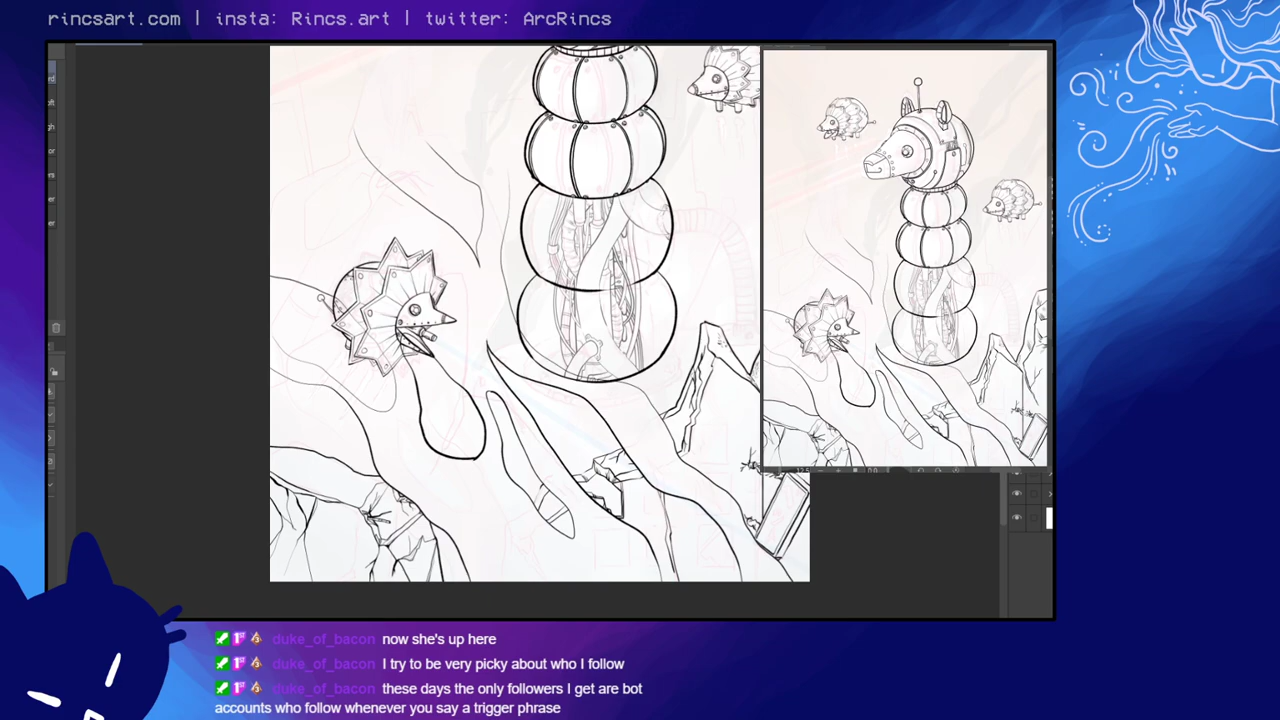 rincsart.com | insta: Rincs.art | twitter: ArcRincs
duke_of_bacon now she's up here
duke_of_bacon I try to be very picky about who I follow
duke_of_bacon these days the only followers I get are bot
accounts who follow whenever you say a trigger phrase